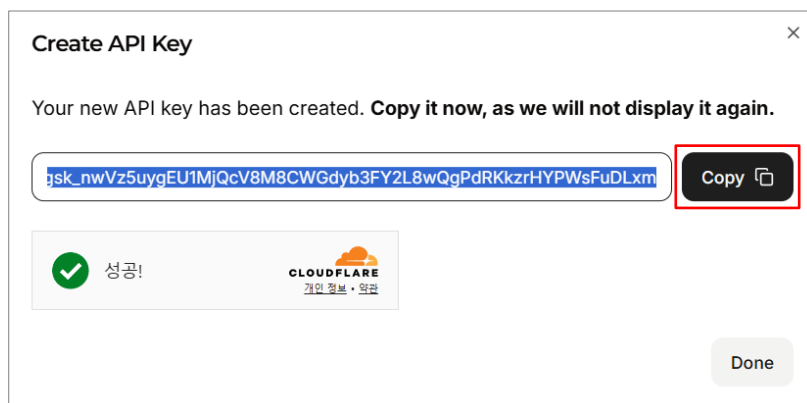 Create API Key
Your new API key has been created. Copy it now, as we will not display it again.
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
Copy
성공!
CLOUDFLARE
개인 정보 • 약관
Done